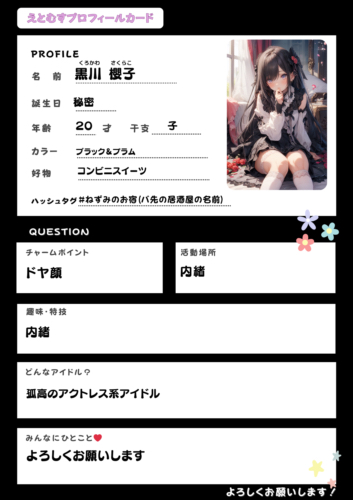 えとむすプロフィールカード
PROFILE
くろかわ さくらこ
名 前 黒川 櫻子
誕生日 秘密
年齢 20 才 干支 子
カラー ブラック&プラム
好物 コンビニスイーツ
ハッシュタグ #ねずみのお宿(バ先の居酒屋の名前)
QUESTION
チャームポイント
ドヤ顔
活動場所
内緒
趣味・特技
内緒
どんなアイドル？
孤高のアクトレス系アイドル
みんなにひとこと❤
よろしくお願いします
よろしくお願いします！